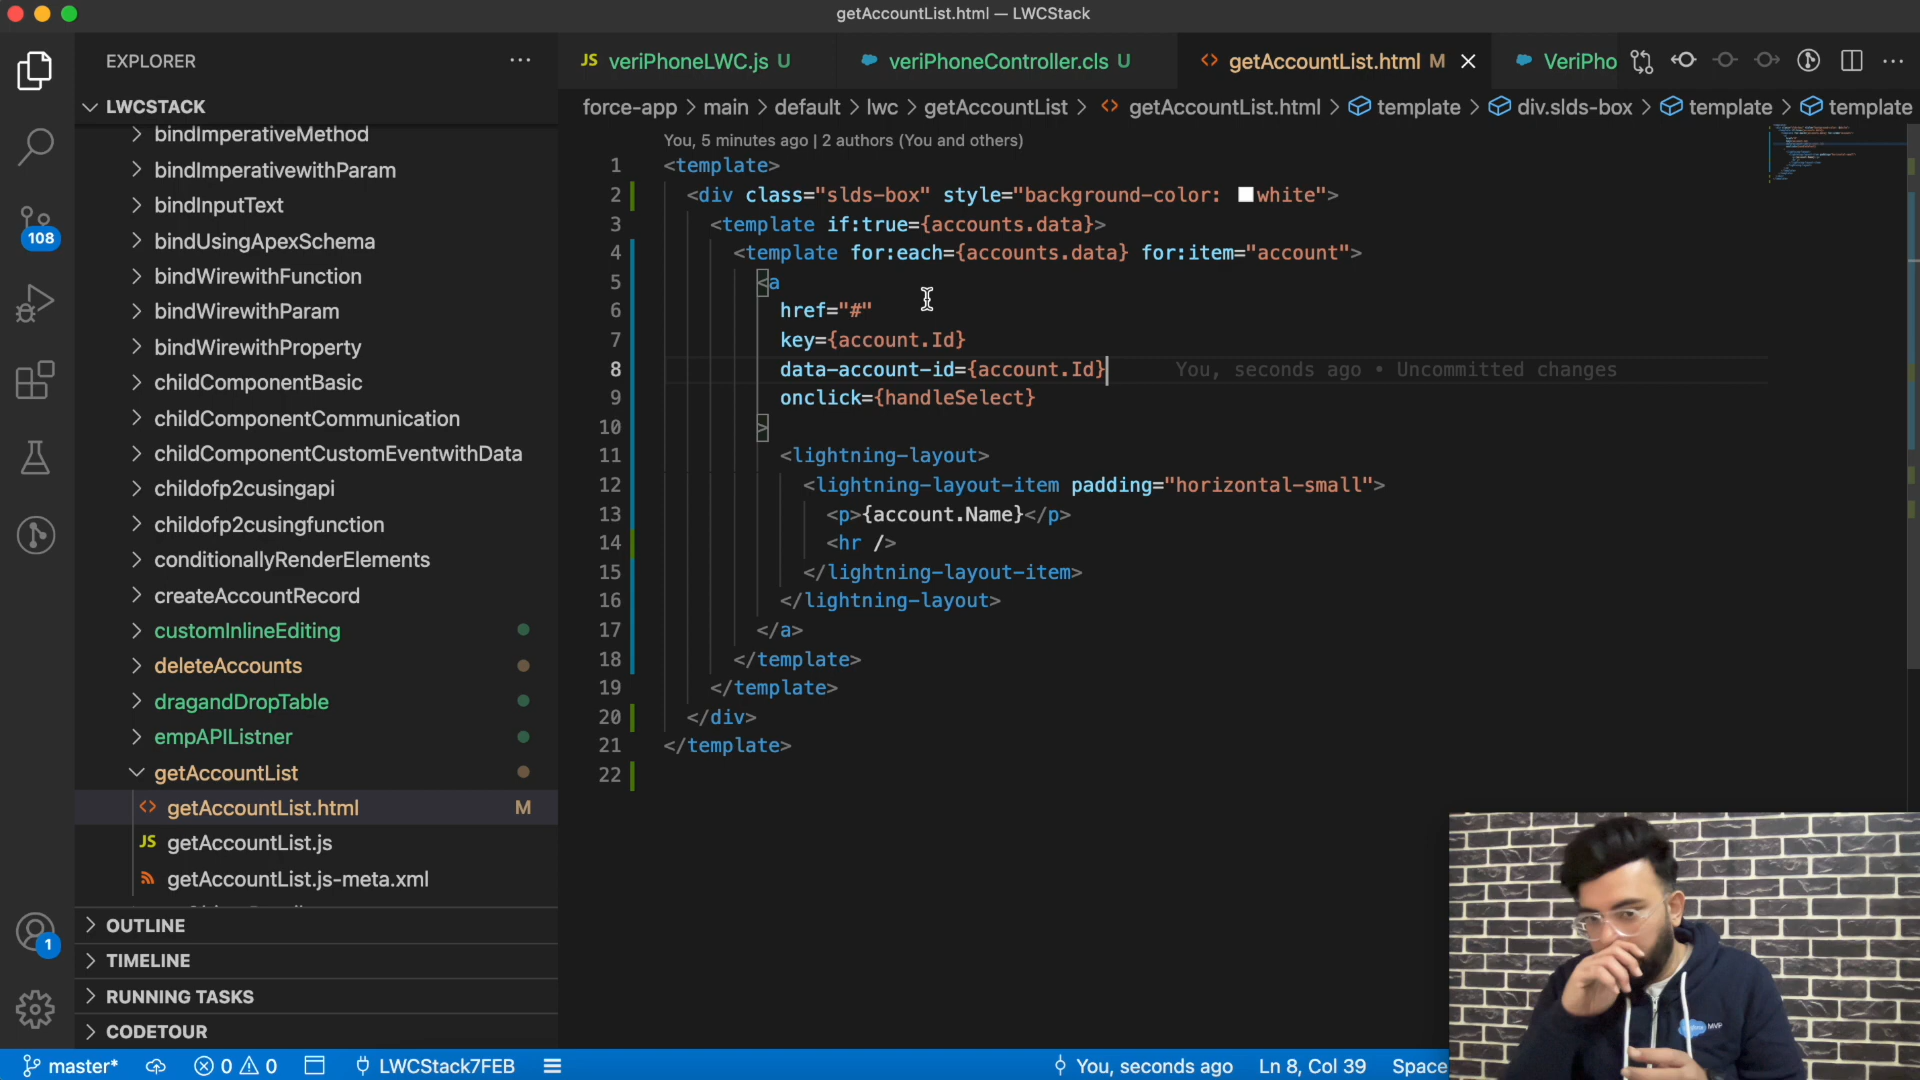 getAccountList.html — LWCStack
EXPLORER
LWCSTACK
bindImperativeMethod
bindImperativewithParam
bindInputText
bindUsingApexSchema
bindWirewithFunction
bindWirewithParam
bindWirewithProperty
childComponentBasic
childComponentCommunication
childComponentCustomEventwithData
childofp2cusingapi
childofp2cusingfunction
conditionallyRenderElements
createAccountRecord
customInlineEditing
deleteAccounts
dragandDropTable
empAPIListner
getAccountList
getAccountList.html M
JS getAccountList.js
getAccountList.js-meta.xml
OUTLINE
TIMELINE
RUNNING TASKS
CODETOUR
108
1
JS veriPhoneLWC.js U
veriPhoneController.cls U
getAccountList.html M
VeriPho
force-app > main > default > lwc > getAccountList > getAccountList.html > template > div.slds-box > template > template
You, 5 minutes ago | 2 authors (You and others)
1 <template>
2 <div class="slds-box" style="background-color: white">
3 <template if:true={accounts.data}>
4 <template for:each={accounts.data} for:item="account">
5 <a
6 href="#"
7 key={account.Id}
8 data-account-id={account.Id} You, seconds ago • Uncommitted changes
9 onclick={handleSelect}
10 >
11 <lightning-layout>
12 <lightning-layout-item padding="horizontal-small">
13 <p>{account.Name}</p>
14 <hr />
15 </lightning-layout-item>
16 </lightning-layout>
17 </a>
18 </template>
19 </template>
20 </div>
21 </template>
22
MVP
master* 0 0 LWCStack7FEB You, seconds ago Ln 8, Col 39 Space